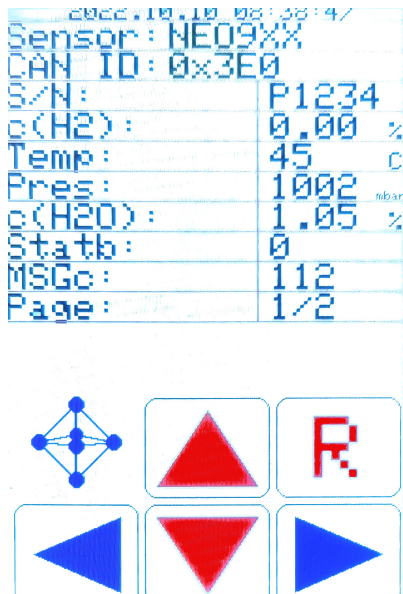 2022.10.10 08:38:47
Sensor: NEO9XX
CAN ID: 0x3E0
S/N: P1234
c(H2): 0.00 %
Temp: 45 C
Pres: 1002 mbar
c(H2O): 1.05 %
Statb: 0
MSGc: 112
Page: 1/2
R